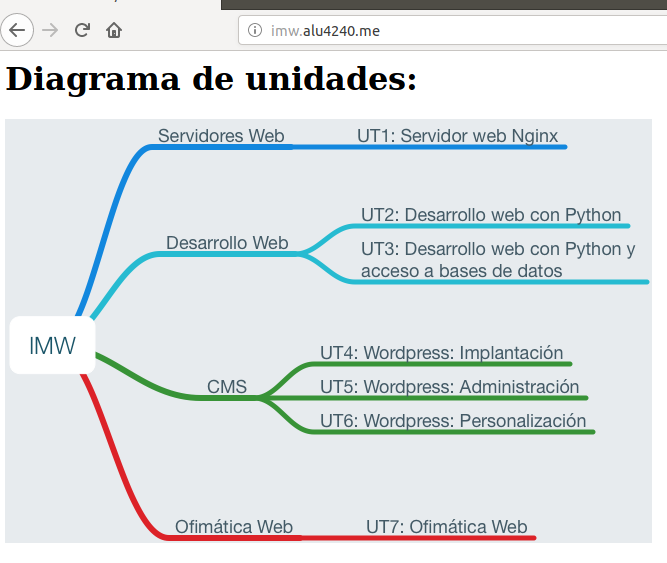 imw.alu4240.me
Diagrama de unidades:
Servidores Web
UT1: Servidor web Nginx
Desarrollo Web
UT2: Desarrollo web con Python
UT3: Desarrollo web con Python y
acceso a bases de datos
IMW
CMS
UT4: Wordpress: Implantación
UT5: Wordpress: Administración
UT6: Wordpress: Personalización
Ofimática Web
UT7: Ofimática Web